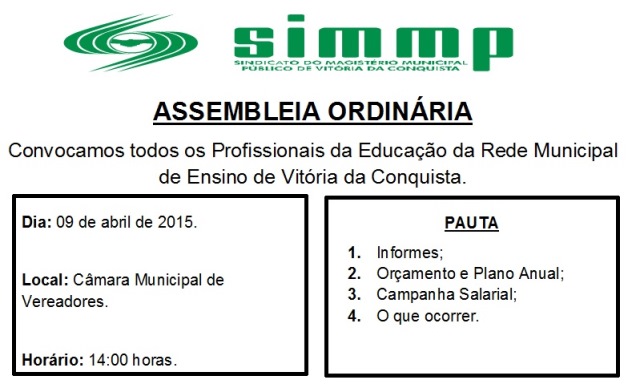 simmp
SINDICATO DO MAGISTÉRIO MUNICIPAL
PÚBLICO DE VITÓRIA DA CONQUISTA
ASSEMBLEIA ORDINÁRIA
Convocamos todos os Profissionais da Educação da Rede Municipal
de Ensino de Vitória da Conquista.
Dia: 09 de abril de 2015.
Local: Câmara Municipal de
Vereadores.
Horário: 14:00 horas.
PAUTA
1. Informes;
2. Orçamento e Plano Anual;
3. Campanha Salarial;
4. O que ocorrer.